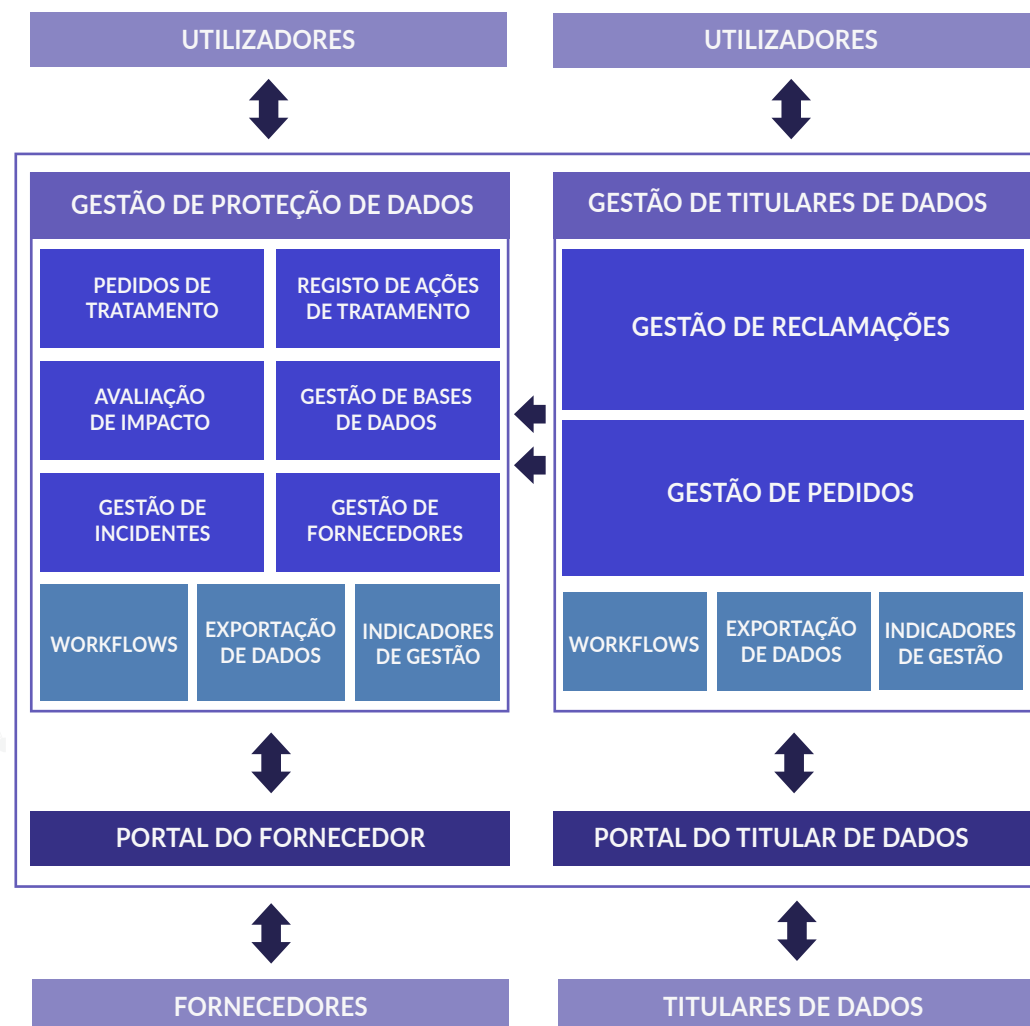 UTILIZADORES
UTILIZADORES
GESTÃO DE PROTEÇÃO DE DADOS
PEDIDOS DE
TRATAMENTO
REGISTO DE AÇÕES
DE TRATAMENTO
AVALIAÇÃO
DE IMPACTO
GESTÃO DE BASES
DE DADOS
GESTÃO DE
INCIDENTES
GESTÃO DE
FORNECEDORES
WORKFLOWS
EXPORTAÇÃO
DE DADOS
INDICADORES
DE GESTÃO
GESTÃO DE TITULARES DE DADOS
GESTÃO DE RECLAMAÇÕES
GESTÃO DE PEDIDOS
WORKFLOWS
EXPORTAÇÃO
DE DADOS
INDICADORES
DE GESTÃO
PORTAL DO FORNECEDOR
PORTAL DO TITULAR DE DADOS
FORNECEDORES
TITULARES DE DADOS